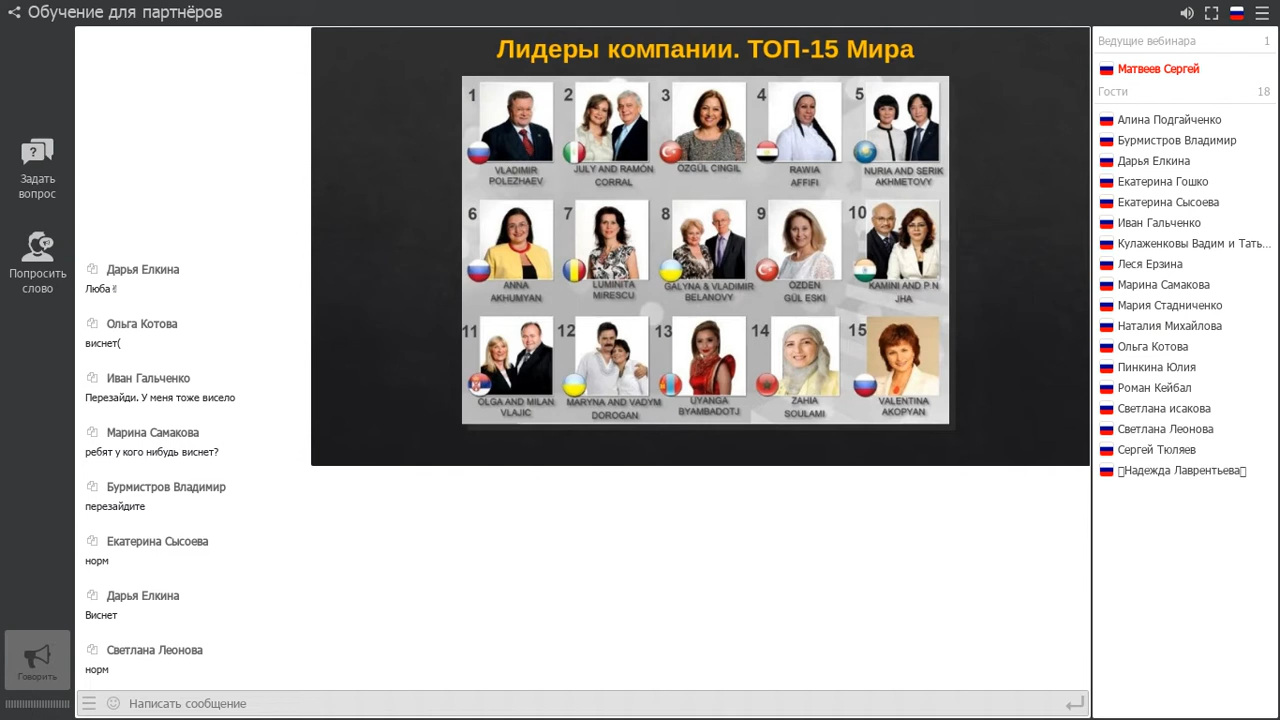 Обучение для партнёров
Задать
вопрос
Попросить
слово
Говорить
Дарья Елкина
Люба✌
Ольга Котова
виснет(
Иван Гальченко
Перезайди. У меня тоже висело
Марина Самакова
ребят у кого нибудь виснет?
Бурмистров Владимир
перезайдите
Екатерина Сысоева
норм
Дарья Елкина
Виснет
Светлана Леонова
норм
Написать сообщение
Лидеры компании. ТОП-15 Мира
1
VLADIMIR
POLEZHAEV
2
JULY AND RAMÓN
CORRAL
3
ÖZGÜL CINGIL
4
RAWIA
AFFIFI
5
NURIA AND SERIK
AKHMETOVY
6
ANNA
AKHUMYAN
7
LUMINITA
MIRESCU
8
GALYNA & VLADIMIR
BELANOVY
9
ÖZDEN
GÜL ESKI
10
KAMINI AND P N
JHA
11
OLGA AND MILAN
VLAJIC
12
MARYNA AND VADYM
DOROGAN
13
UYANGA
BYAMBADOTJ
14
ZAHIA
SOULAMI
15
VALENTINA
AKOPYAN
Ведущие вебинара 1
Матвеев Сергей
Гости 18
Алина Подгайченко
Бурмистров Владимир
Дарья Елкина
Екатерина Гошко
Екатерина Сысоева
Иван Гальченко
Кулаженковы Вадим и Тать...
Леся Ерзина
Марина Самакова
Мария Стадниченко
Наталия Михайлова
Ольга Котова
Пинкина Юлия
Роман Кейбал
Светлана исакова
Светлана Леонова
Сергей Тюляев
Надежда Лаврентьева